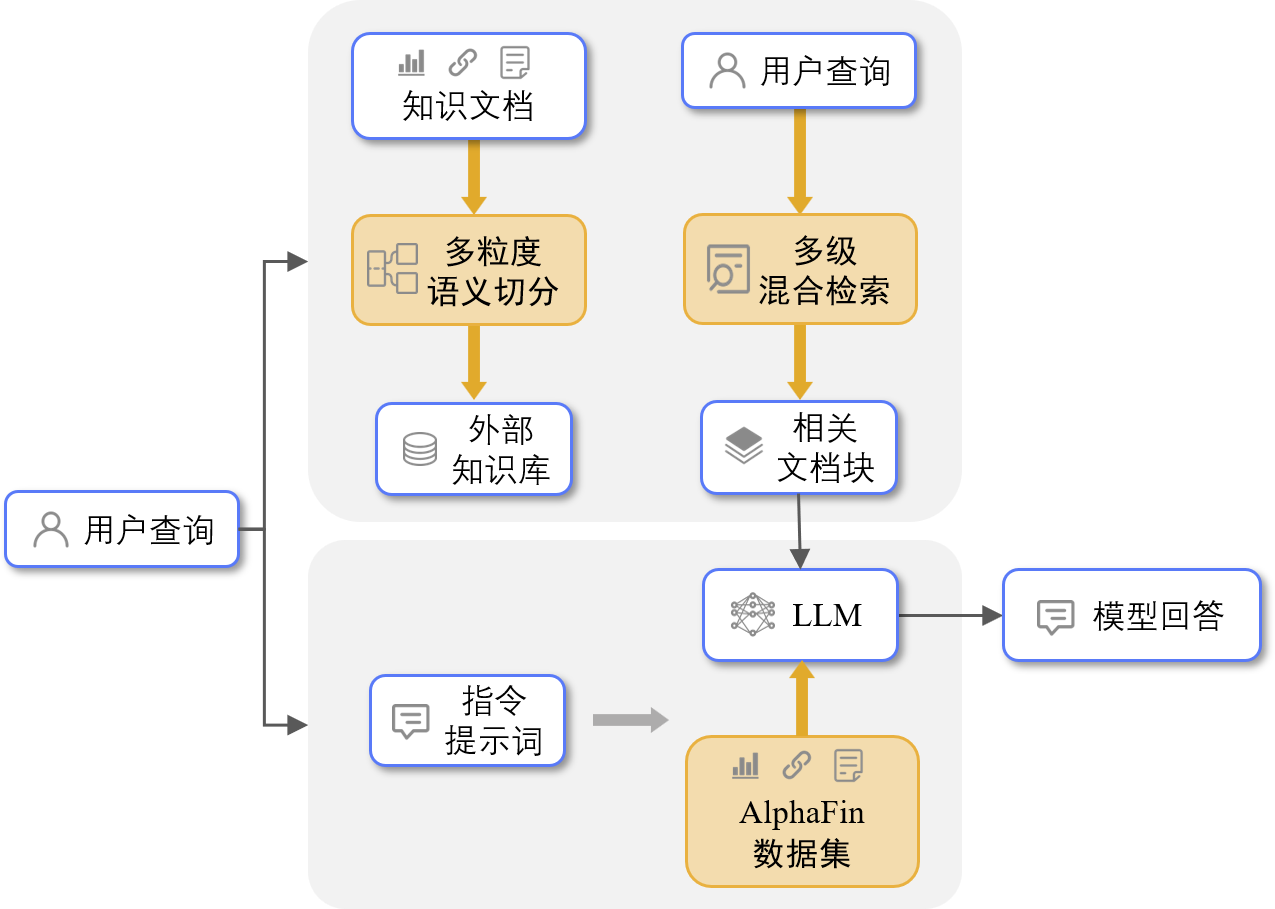 知识文档
用户查询
多粒度
语义切分
多级
混合检索
外部
知识库
相关
文档块
用户查询
LLM
模型回答
指令
提示词
AlphaFin
数据集